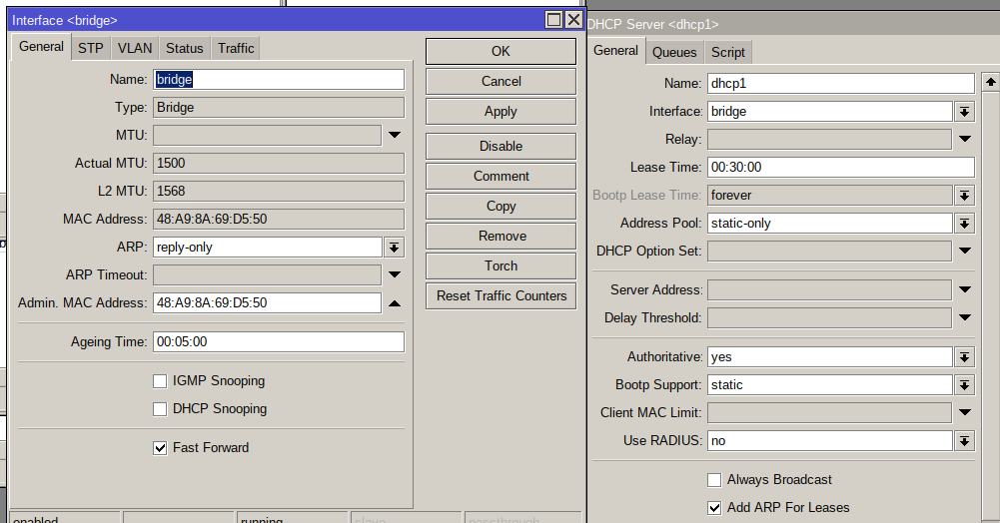 Interface <bridge>
General STP VLAN Status Traffic
Name: bridge
Type: Bridge
MTU:
Actual MTU: 1500
L2 MTU: 1568
MAC Address: 48:A9:8A:69:D5:50
ARP: reply-only
ARP Timeout:
Admin. MAC Address: 48:A9:8A:69:D5:50
Ageing Time: 00:05:00
IGMP Snooping
DHCP Snooping
Fast Forward
enabled running slave passthrough
OK
Cancel
Apply
Disable
Comment
Copy
Remove
Torch
Reset Traffic Counters
DHCP Server <dhcp1>
General Queues Script
Name: dhcp1
Interface: bridge
Relay:
Lease Time: 00:30:00
Bootp Lease Time: forever
Address Pool: static-only
DHCP Option Set:
Server Address:
Delay Threshold:
Authoritative: yes
Bootp Support: static
Client MAC Limit:
Use RADIUS: no
Always Broadcast
Add ARP For Leases